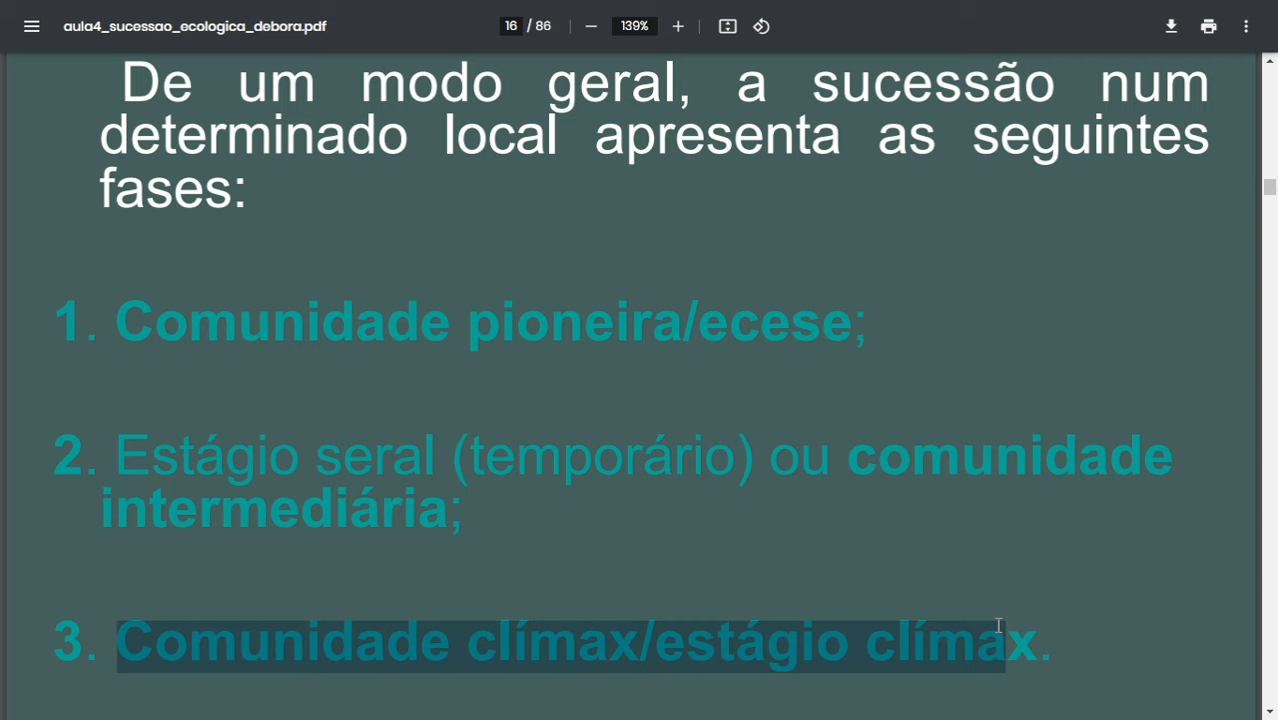 aula4_sucessao_ecologica_debora.pdf 16 / 86 139%
De um modo geral, a sucessão num
determinado local apresenta as seguintes
fases:
1. Comunidade pioneira/ecese;
2. Estágio seral (temporário) ou comunidade
intermediária;
3. Comunidade clímax/estágio clímax.